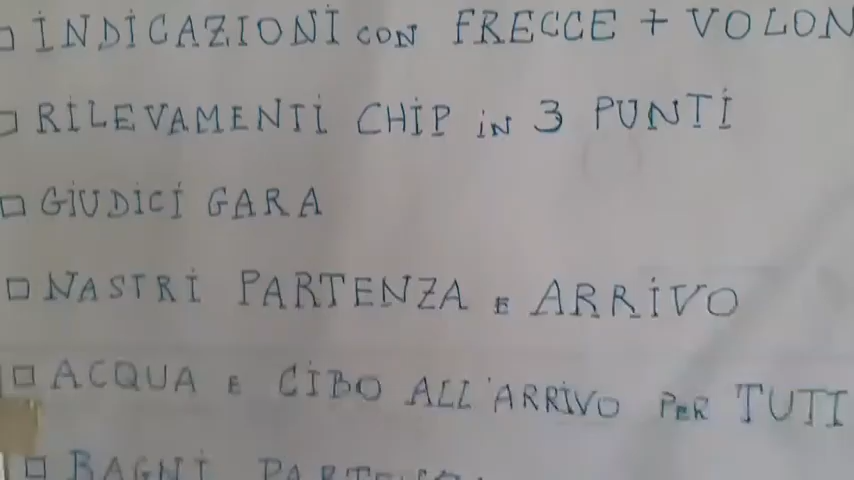 INDICAZIONI CON FRECCE + VOLON
RILEVAMENTI CHIP IN 3 PUNTI
GIUDICI GARA
NASTRI PARTENZA E ARRIVO
ACQUA E CIBO ALL'ARRIVO PER TUTI
BAGNI